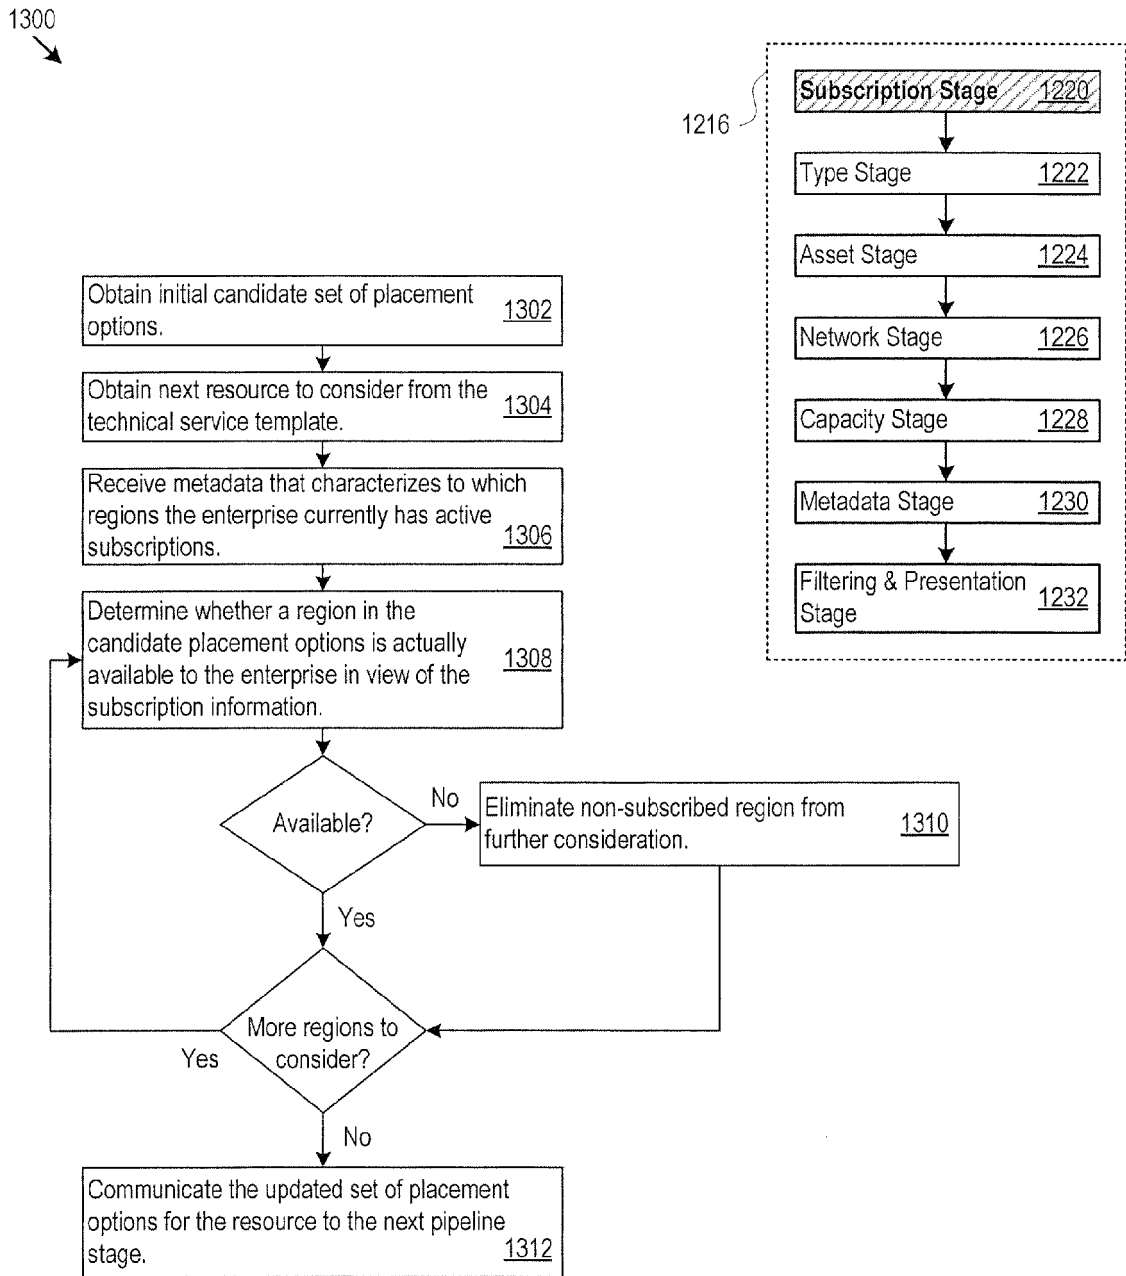 1300
1216
Subscription Stage 1220
Type Stage 1222
Asset Stage 1224
Network Stage 1226
Capacity Stage 1228
Metadata Stage 1230
Filtering & Presentation
Stage 1232
Obtain initial candidate set of placement
options. 1302
Obtain next resource to consider from the
technical service template. 1304
Receive metadata that characterizes to which
regions the enterprise currently has active
subscriptions. 1306
Determine whether a region in the
candidate placement options is actually
available to the enterprise in view of the
subscription information. 1308
Available?
No
Eliminate non-subscribed region from
further consideration. 1310
Yes
More regions to
consider?
Yes
No
Communicate the updated set of placement
options for the resource to the next pipeline
stage. 1312